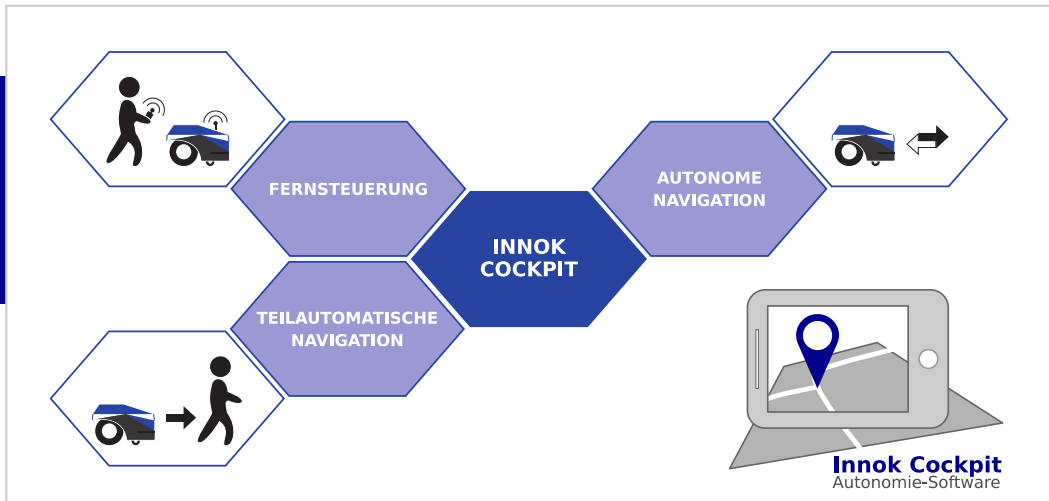 FERNSTEUERUNG
AUTONOME
NAVIGATION
INNOK
COCKPIT
TEILAUTOMATISCHE
NAVIGATION
Innok Cockpit
Autonomie-Software